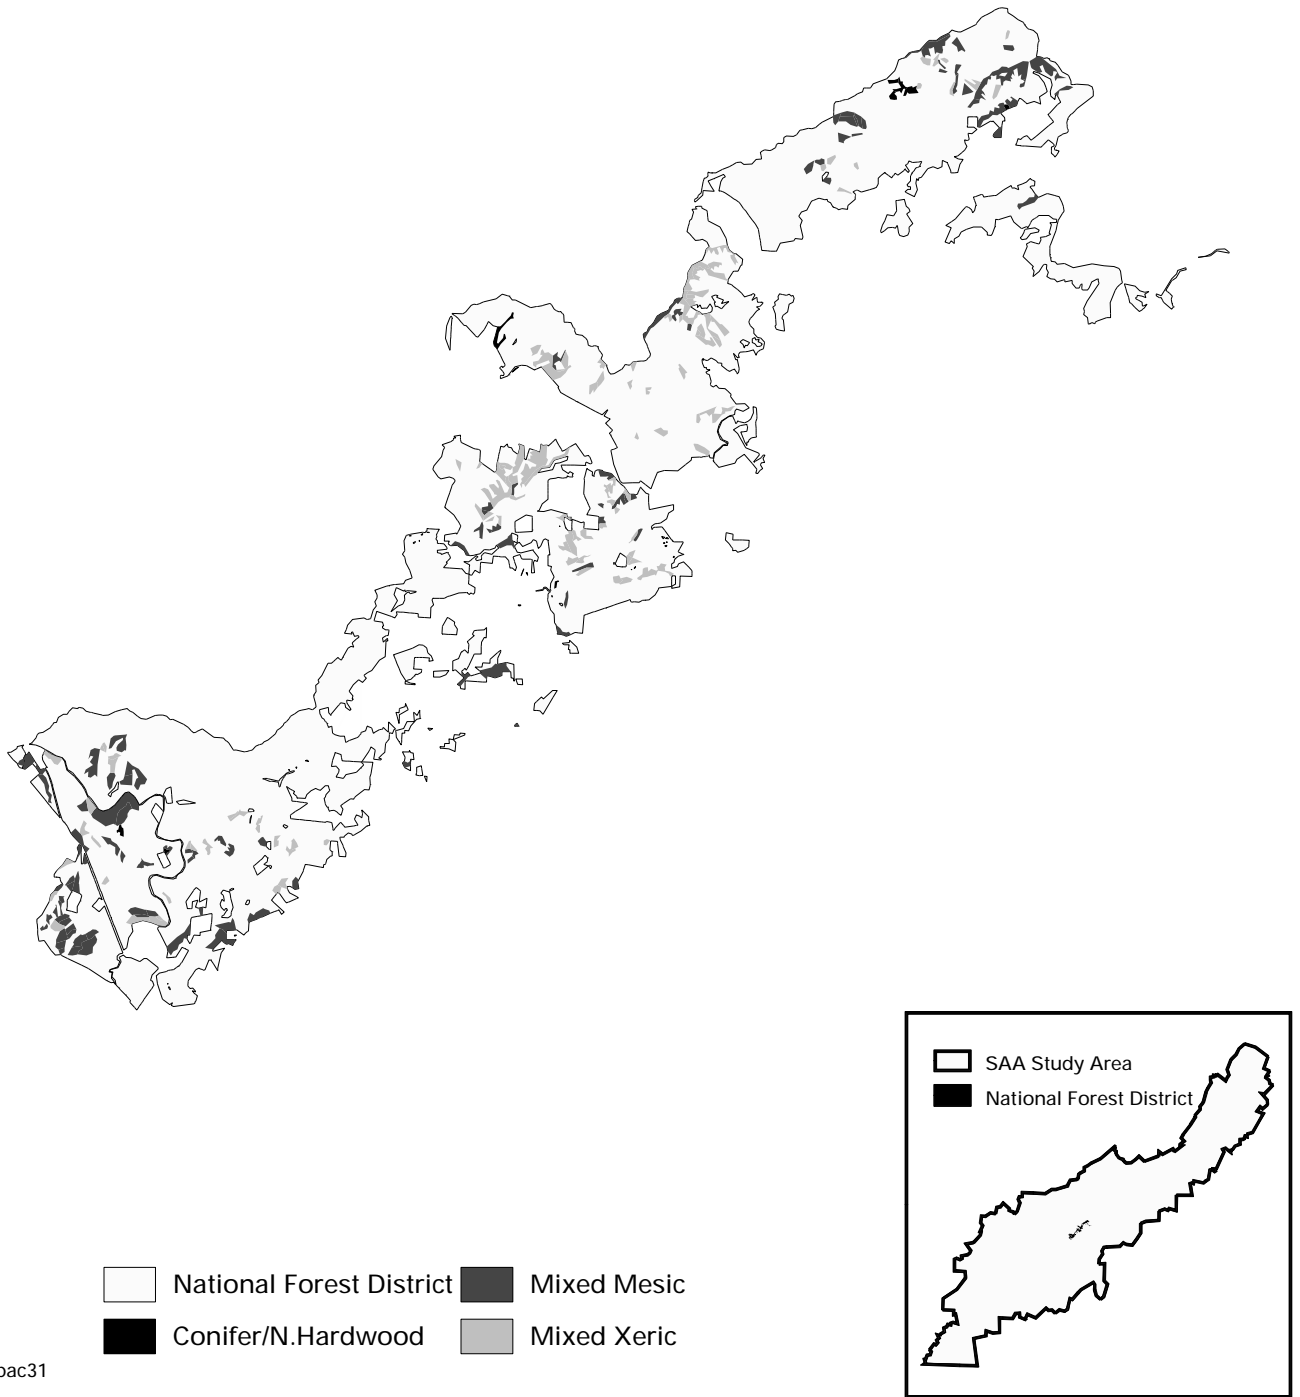 SAA Study Area
National Forest District
National Forest District
Mixed Mesic
Conifer/N.Hardwood
Mixed Xeric